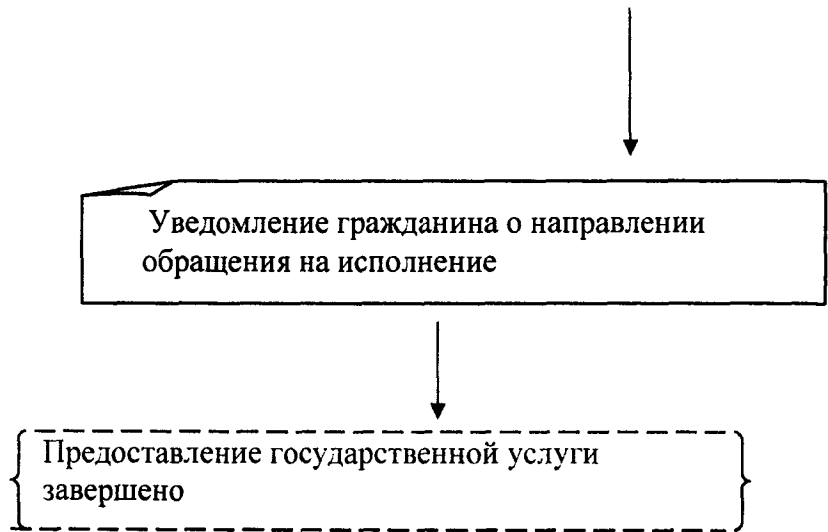 Уведомление гражданина о направлении
обращения на исполнение
Предоставление государственной услуги
завершено